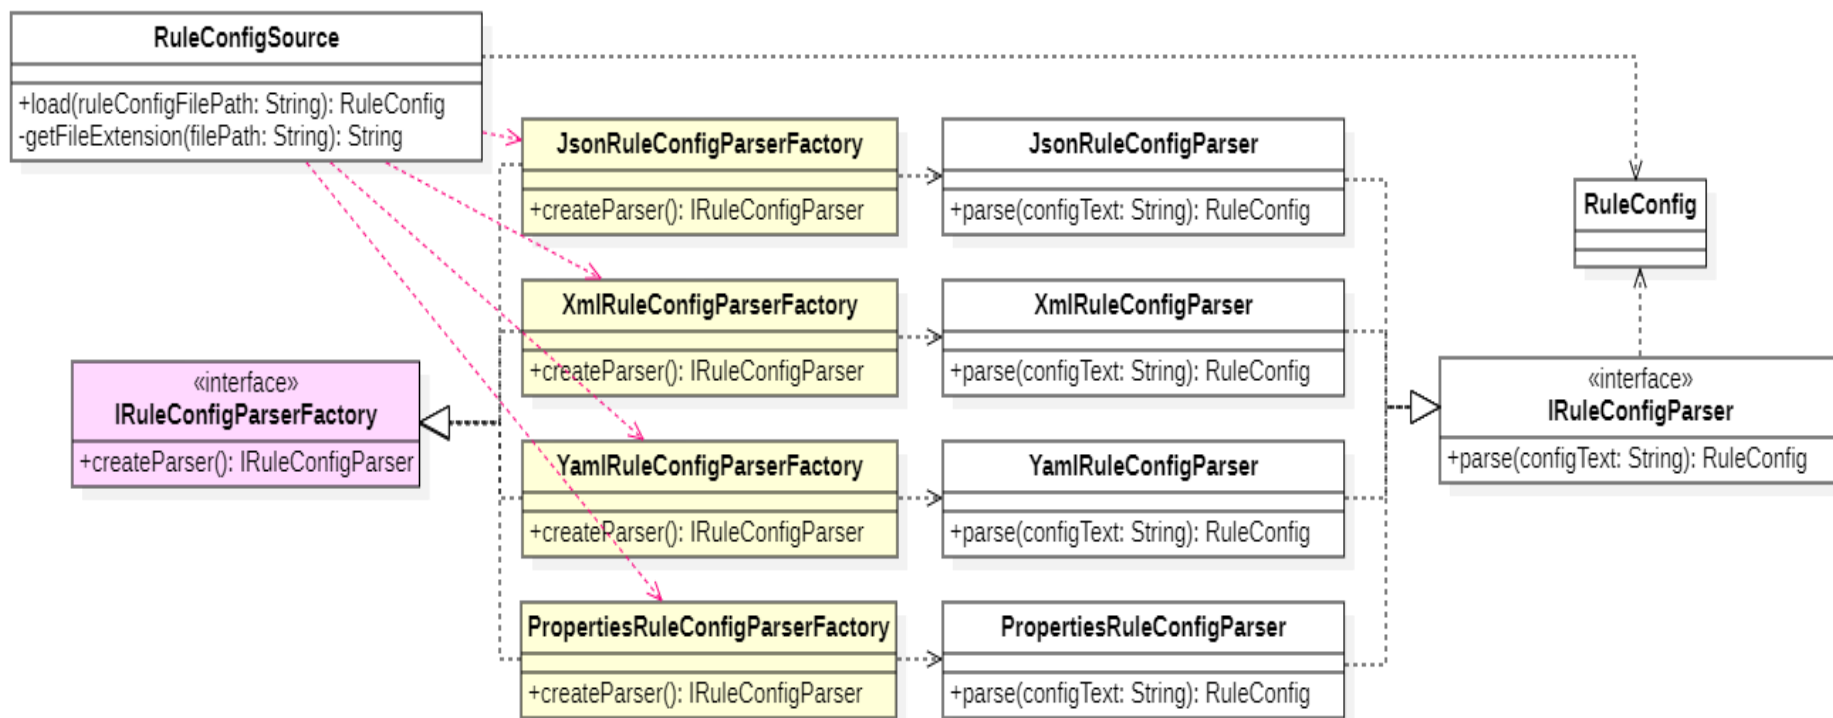 RuleConfigSource
+load(ruleConfigFilePath: String): RuleConfig
-getFileExtension(filePath: String): String
JsonRuleConfigParserFactory
+createParser(): IRuleConfigParser
JsonRuleConfigParser
+parse(configText: String): RuleConfig
RuleConfig
XmlRuleConfigParserFactory
+createParser(): IRuleConfigParser
XmlRuleConfigParser
+parse(configText: String): RuleConfig
«interface»
IRuleConfigParserFactory
+createParser(): IRuleConfigParser
«interface»
IRuleConfigParser
+parse(configText: String): RuleConfig
YamlRuleConfigParserFactory
+createParser(): IRuleConfigParser
YamlRuleConfigParser
+parse(configText: String): RuleConfig
PropertiesRuleConfigParserFactory
+createParser(): IRuleConfigParser
PropertiesRuleConfigParser
+parse(configText: String): RuleConfig